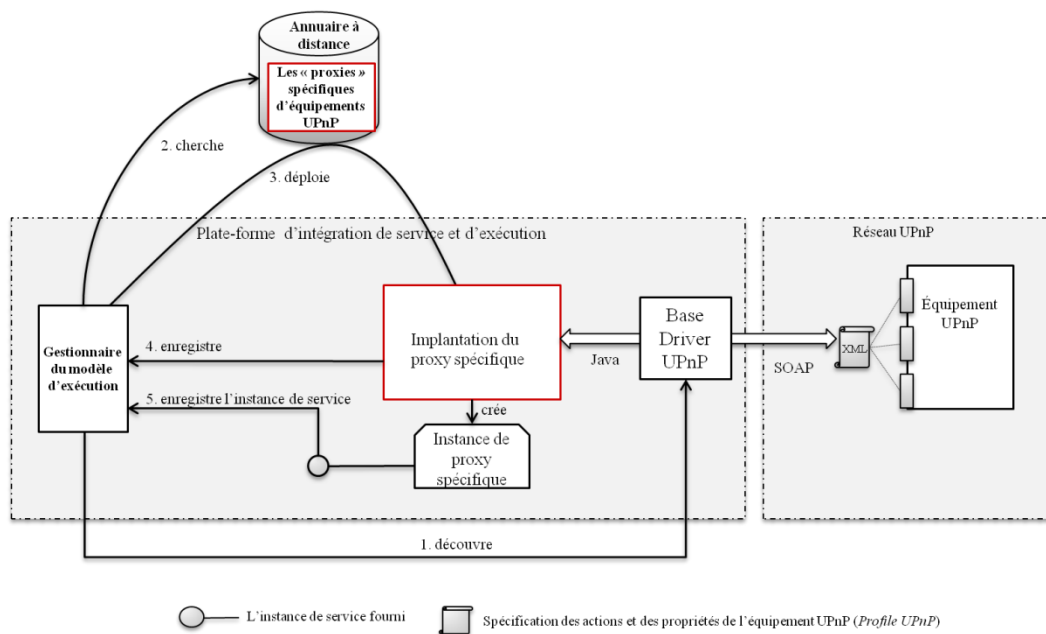 Annuaire à
distance
Les « proxies »
spécifiques
d'équipements
UPnP
2. cherche
3. déploie
Plate-forme d'intégration de service et d'exécution
Réseau UPnP
Gestionnaire
du modèle
d'exécution
4. enregistre
Implantation du
proxy spécifique
Java
Base
Driver
UPnP
SOAP
XML
Équipement
UPnP
5. enregistre l'instance de service
crée
Instance de
proxy
spécifique
1. découvre
L'instance de service fourni
Spécification des actions et des propriétés de l'équipement UPnP (Profile UPnP)